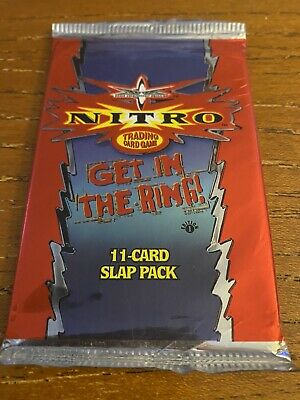 NITRO
TRADING
CARD GAME
GET IN
THE RING!
11-CARD
SLAP PACK